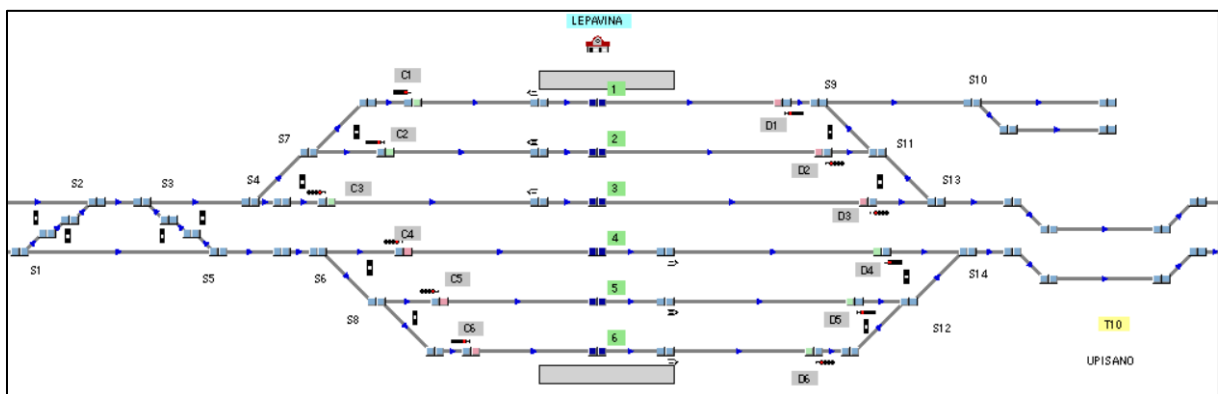 LEPAVINA
C1
1
S9
S10
D1
S7
C2
2
D2
S11
S2
S3
S4
C3
3
D3
S13
S1
S5
S6
C4
4
D4
S14
S8
C5
5
D5
S12
T10
C6
6
D6
UPISANO